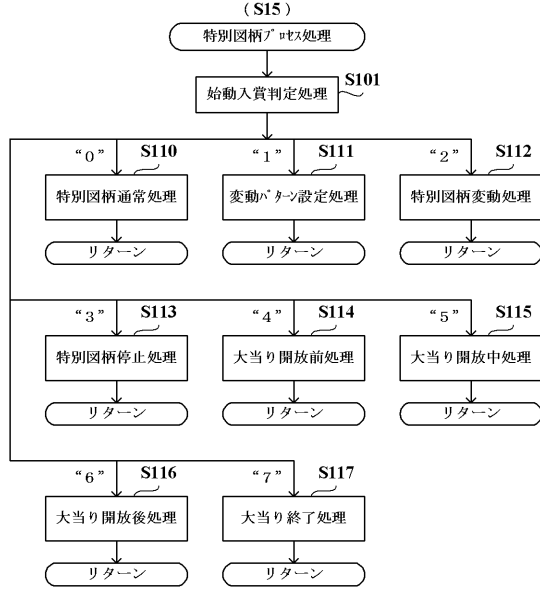 （S15）
特別図柄ﾌﾟﾛｾｽ処理
S101
始動入賞判定処理
“0” S110 “1” S111 “2” S112
特別図柄通常処理 変動ﾊﾟﾀｰﾝ設定処理 特別図柄変動処理
リターン リターン リターン
“3” S113 “4” S114 “5” S115
特別図柄停止処理 大当り開放前処理 大当り開放中処理
リターン リターン リターン
“6” S116 “7” S117
大当り開放後処理 大当り終了処理
リターン リターン